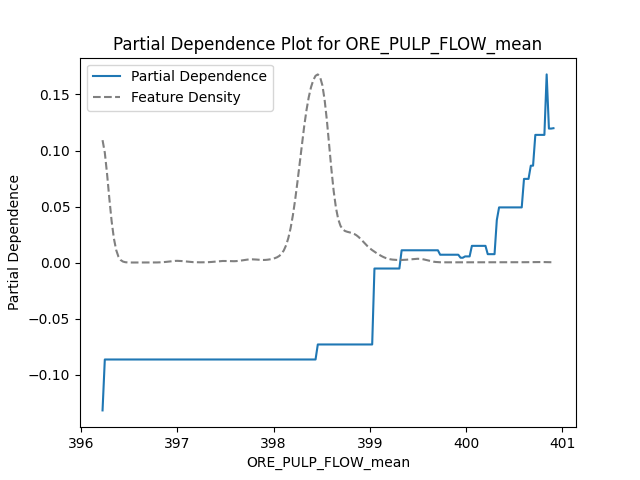 Partial Dependence Plot for ORE_PULP_FLOW_mean
Partial Dependence
Feature Density
Partial Dependence
0.15
0.10
0.05
0.00
−0.05
−0.10
396
397
398
399
400
401
ORE_PULP_FLOW_mean